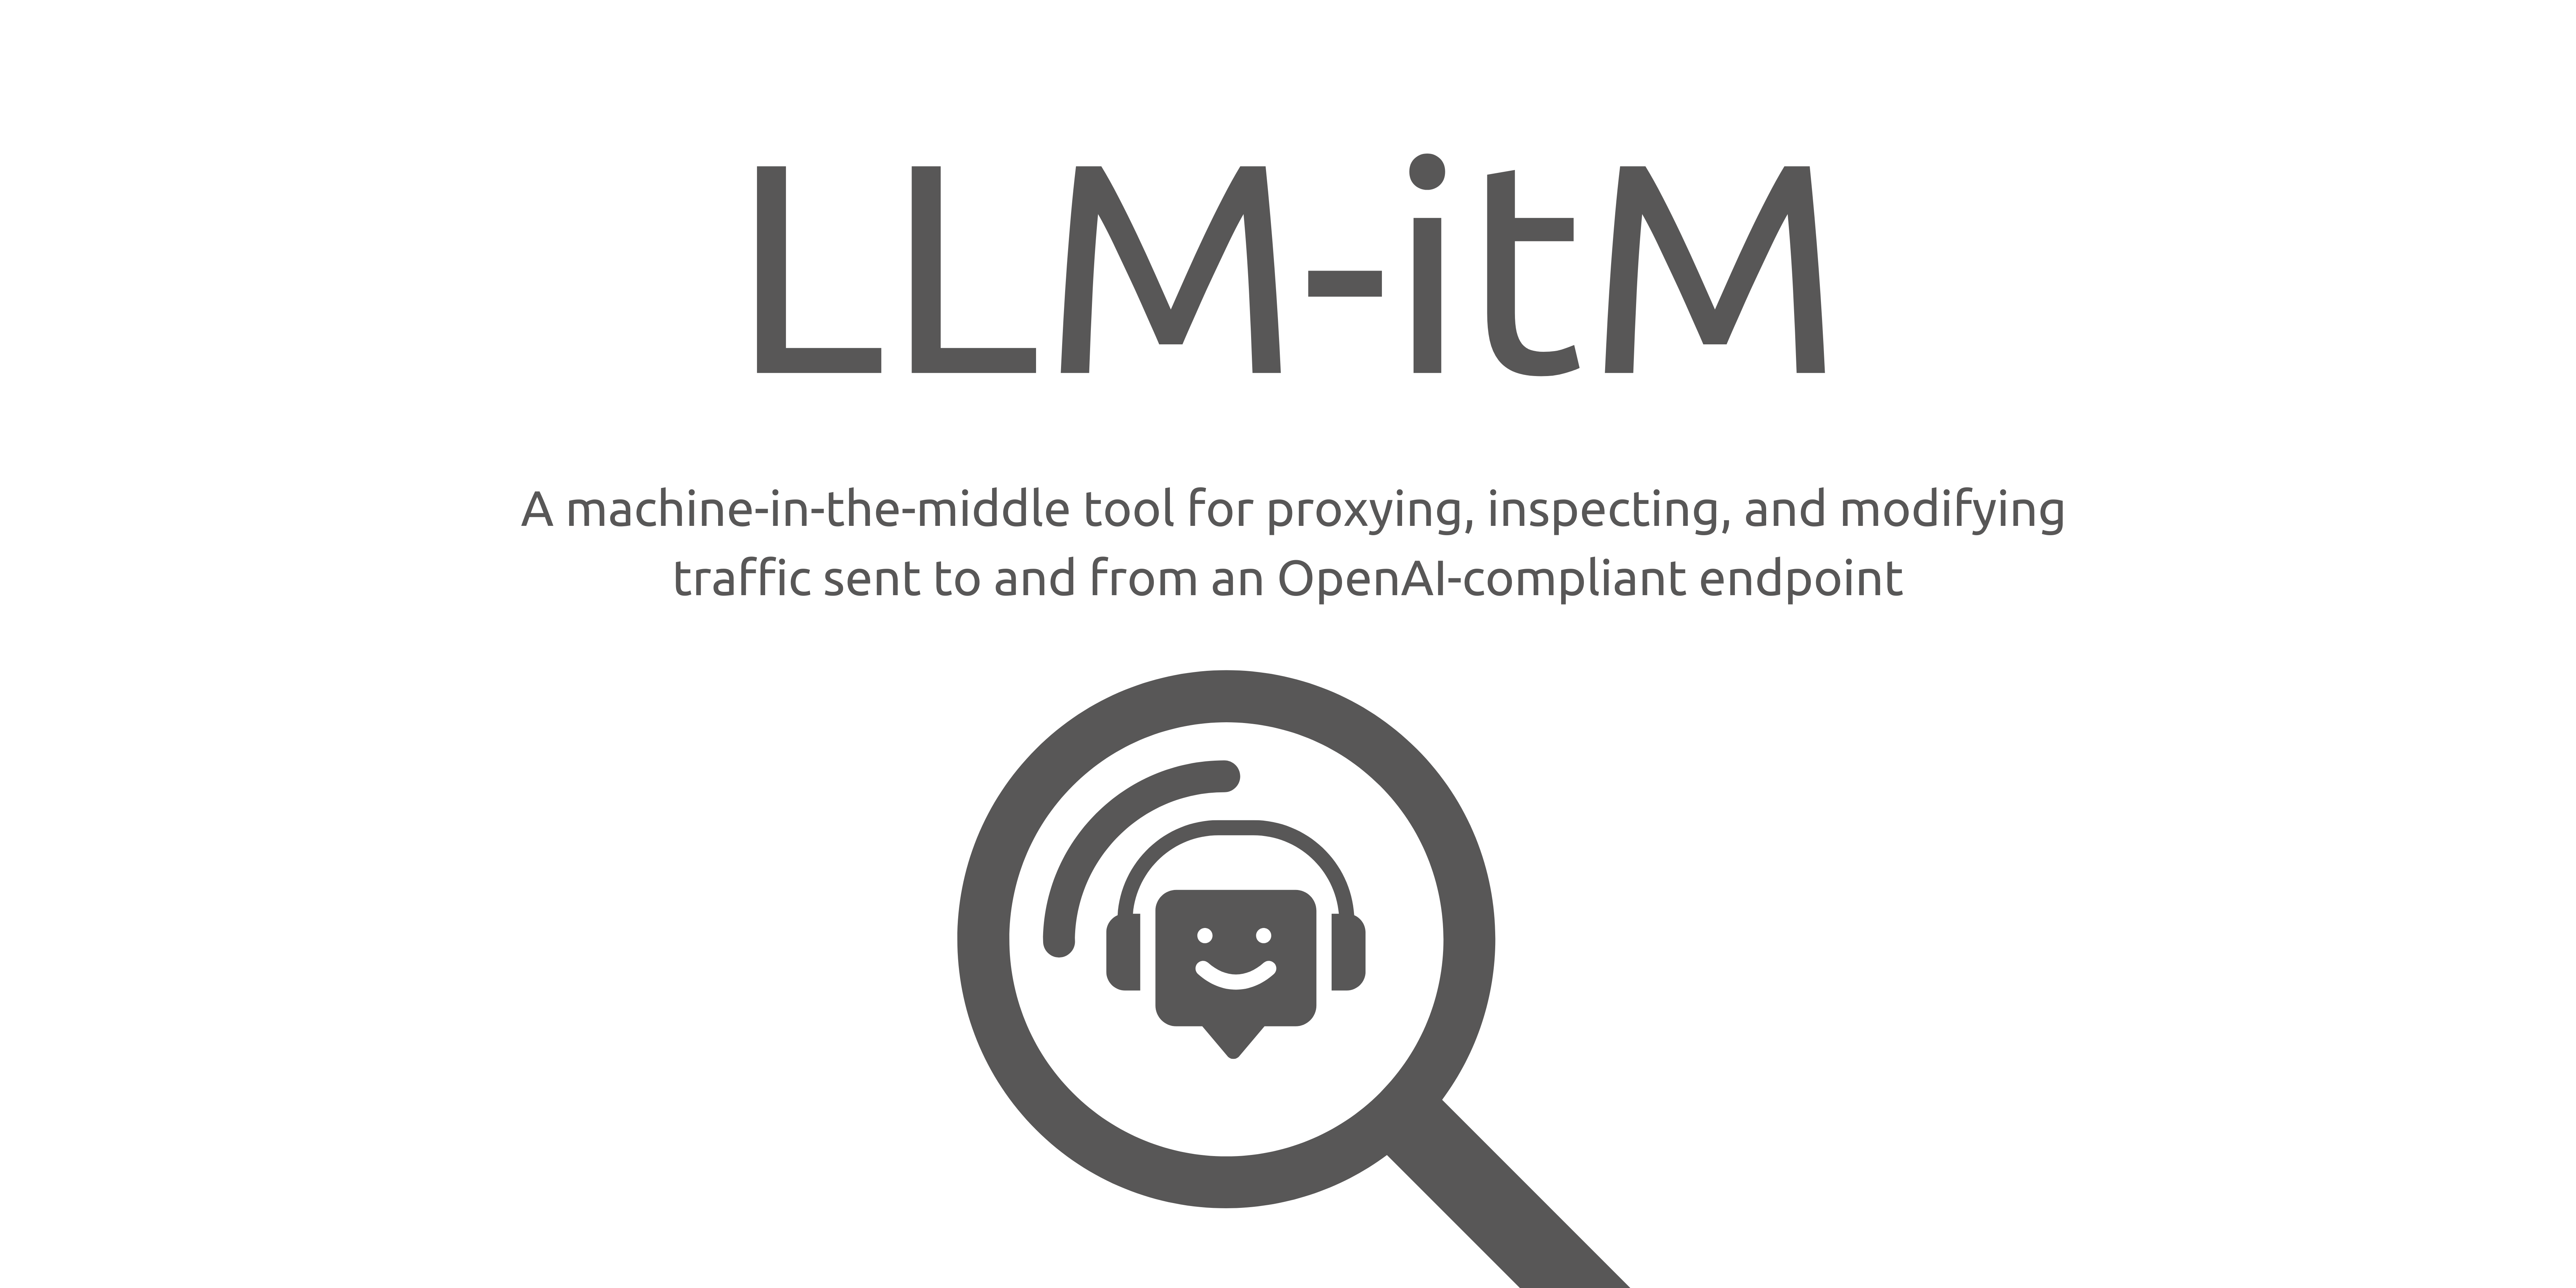 LLM-itM
A machine-in-the-middle tool for proxying, inspecting, and modifying
traffic sent to and from an OpenAI-compliant endpoint